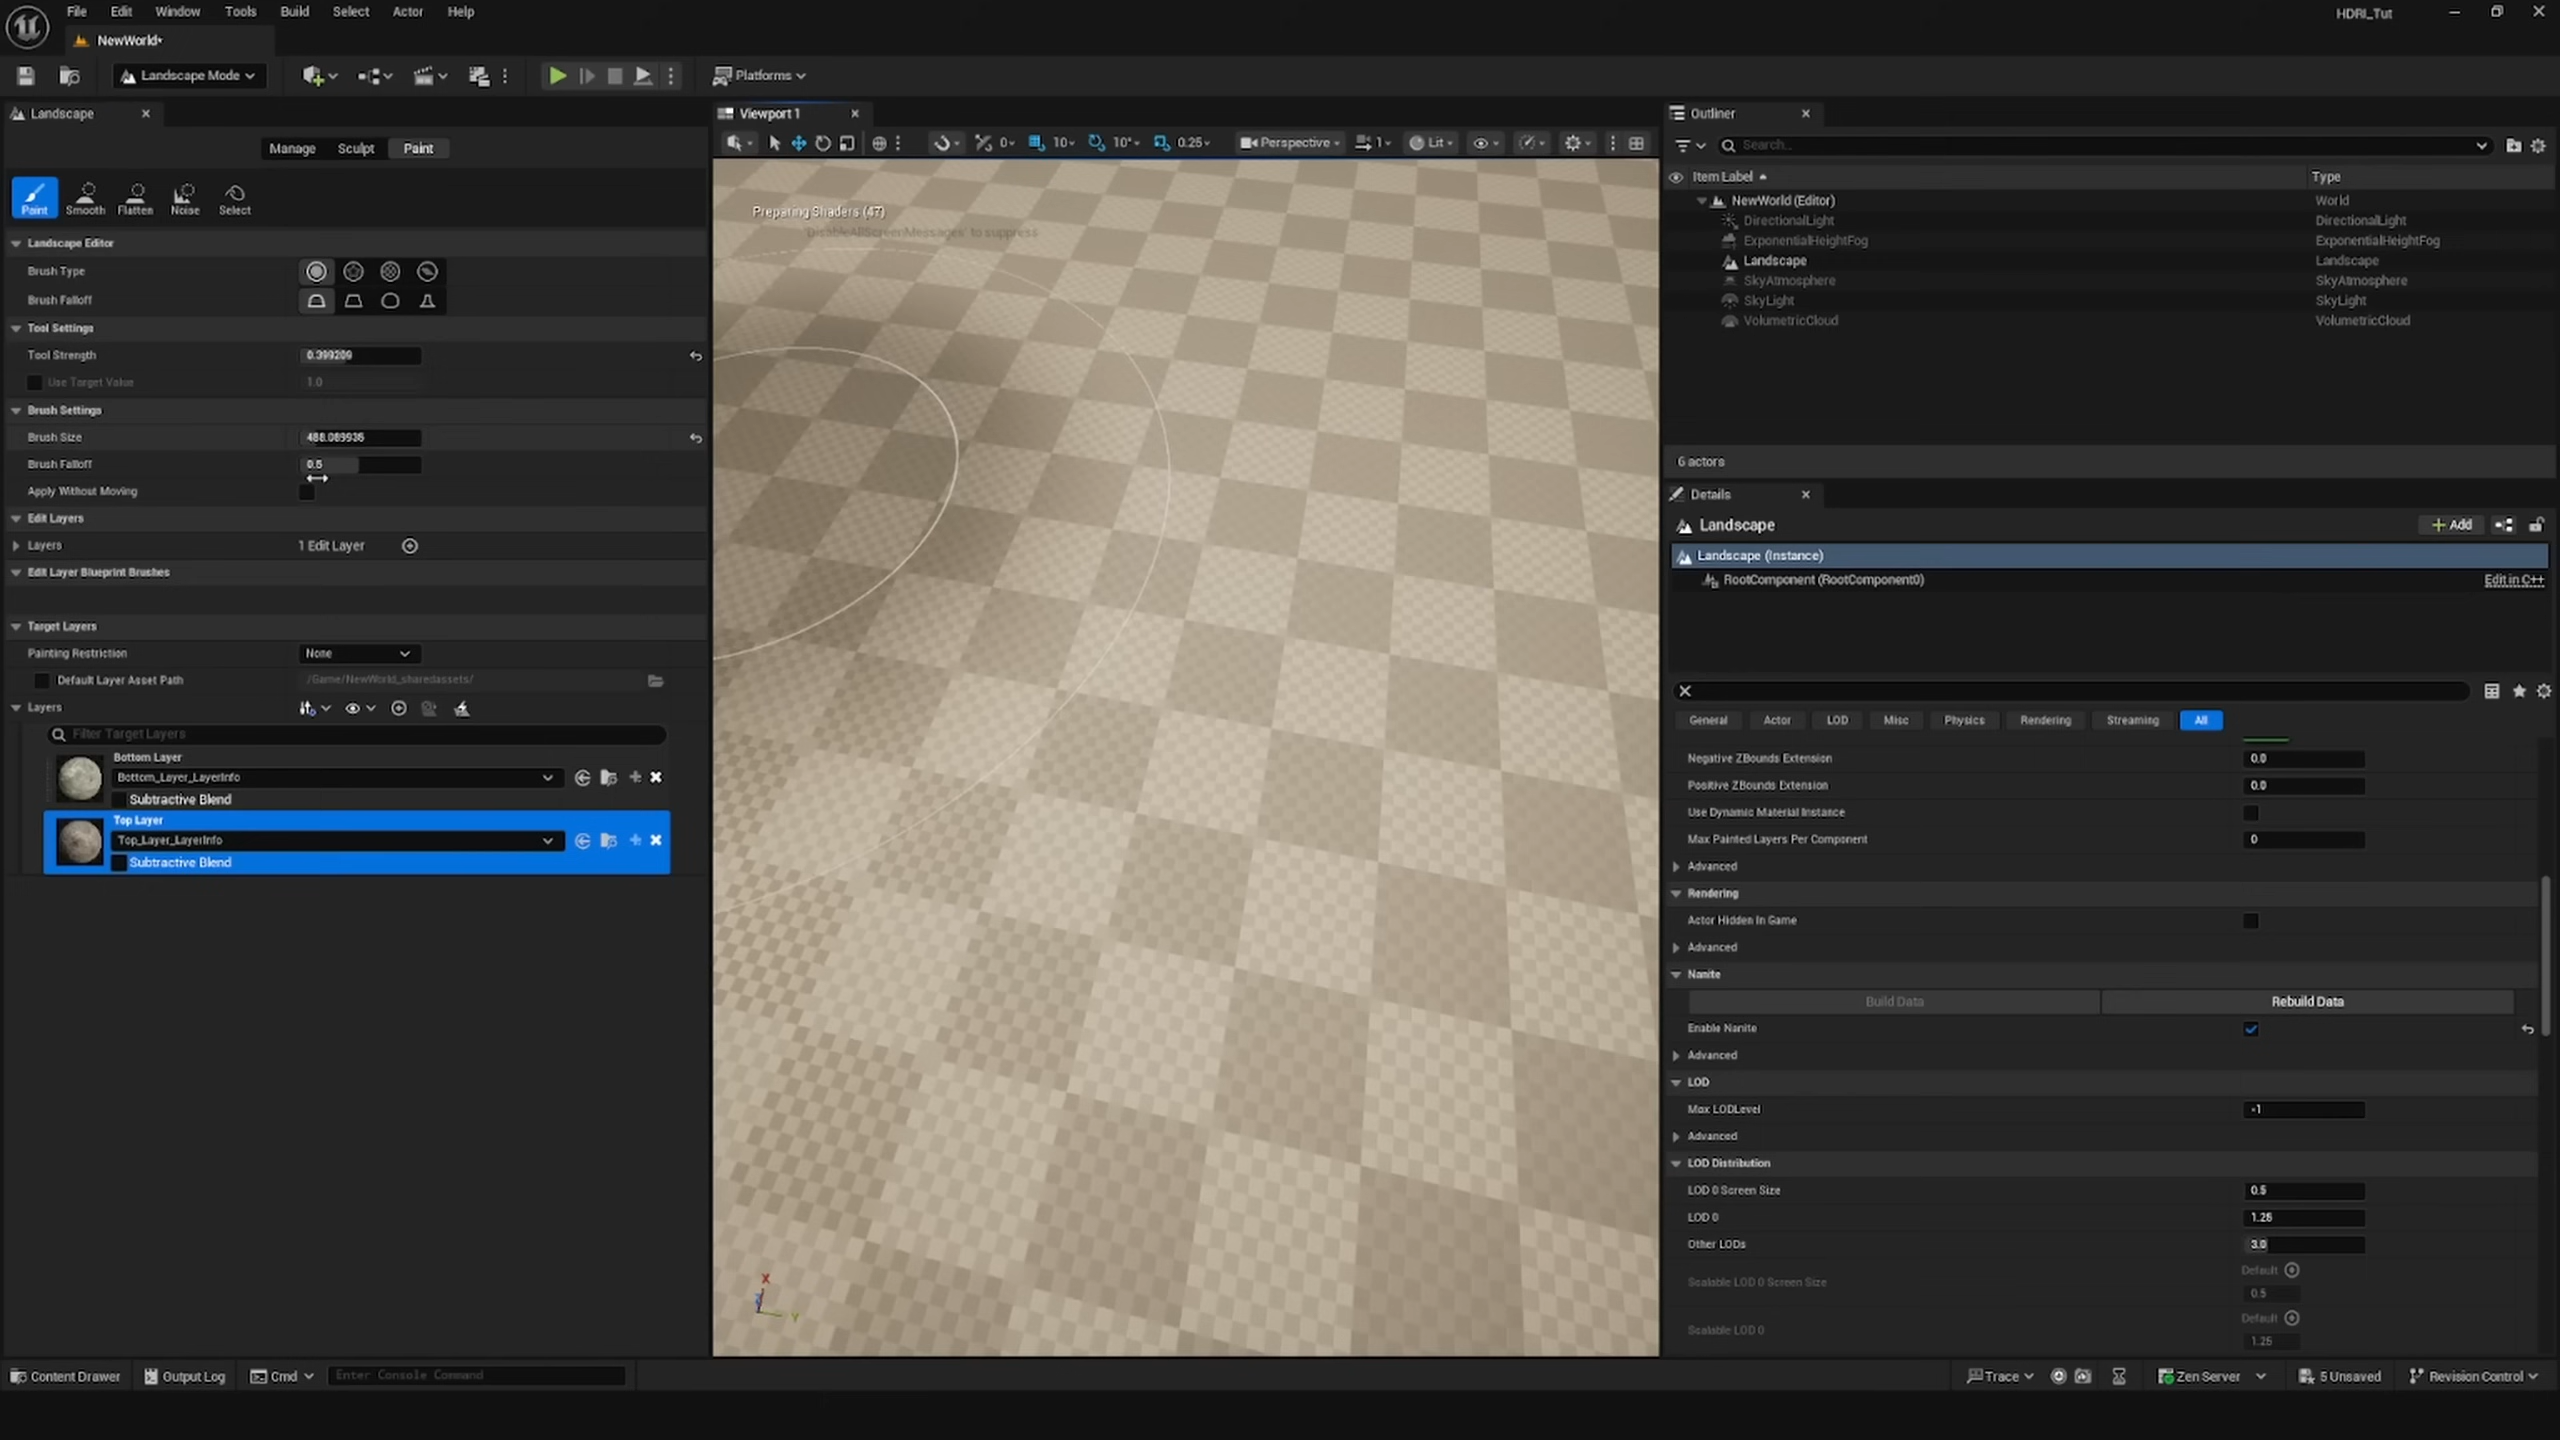 File Edit Window Tools Build Select Actor Help
HDRI_Tut
NewWorld*
Landscape Mode
Platforms
Landscape
Manage Sculpt Paint
Paint Smooth Flatten Noise Select
Landscape Editor
Brush Type
Brush Falloff
Tool Settings
Tool Strength 0.399209
Use Target Value 1.0
Brush Settings
Brush Size 488.089935
Brush Falloff 0.5
Apply Without Moving
Edit Layers
Layers 1 Edit Layer
Edit Layer Blueprint Brushes
Target Layers
Painting Restriction None
Default Layer Asset Path /Game/NewWorld_sharedassets/
Layers
Filter Target Layers
Bottom Layer
Bottom_Layer_LayerInfo
Subtractive Blend
Top Layer
Top_Layer_LayerInfo
Subtractive Blend
Viewport 1
0 10 10° 0.25 Perspective 1 Lit
Preparing Shaders (47)
'DisableAllScreenMessages' to suppress
X
Y
Outliner
Search...
Item Label Type
NewWorld (Editor) World
DirectionalLight DirectionalLight
ExponentialHeightFog ExponentialHeightFog
Landscape Landscape
SkyAtmosphere SkyAtmosphere
SkyLight SkyLight
VolumetricCloud VolumetricCloud
6 actors
Details
Landscape Add
Landscape (Instance)
RootComponent (RootComponent0) Edit in C++
General Actor LOD Misc Physics Rendering Streaming All
Negative ZBounds Extension 0.0
Positive ZBounds Extension 0.0
Use Dynamic Material Instance
Max Painted Layers Per Component 0
Advanced
Rendering
Actor Hidden In Game
Advanced
Nanite
Build Data Rebuild Data
Enable Nanite
Advanced
LOD
Max LODLevel -1
Advanced
LOD Distribution
LOD 0 Screen Size 0.5
LOD 0 1.25
Other LODs 3.0
Default
Scalable LOD 0 Screen Size
0.5
Default
Scalable LOD 0
1.25
Content Drawer Output Log Cmd Enter Console Command
Trace Zen Server 5 Unsaved Revision Control